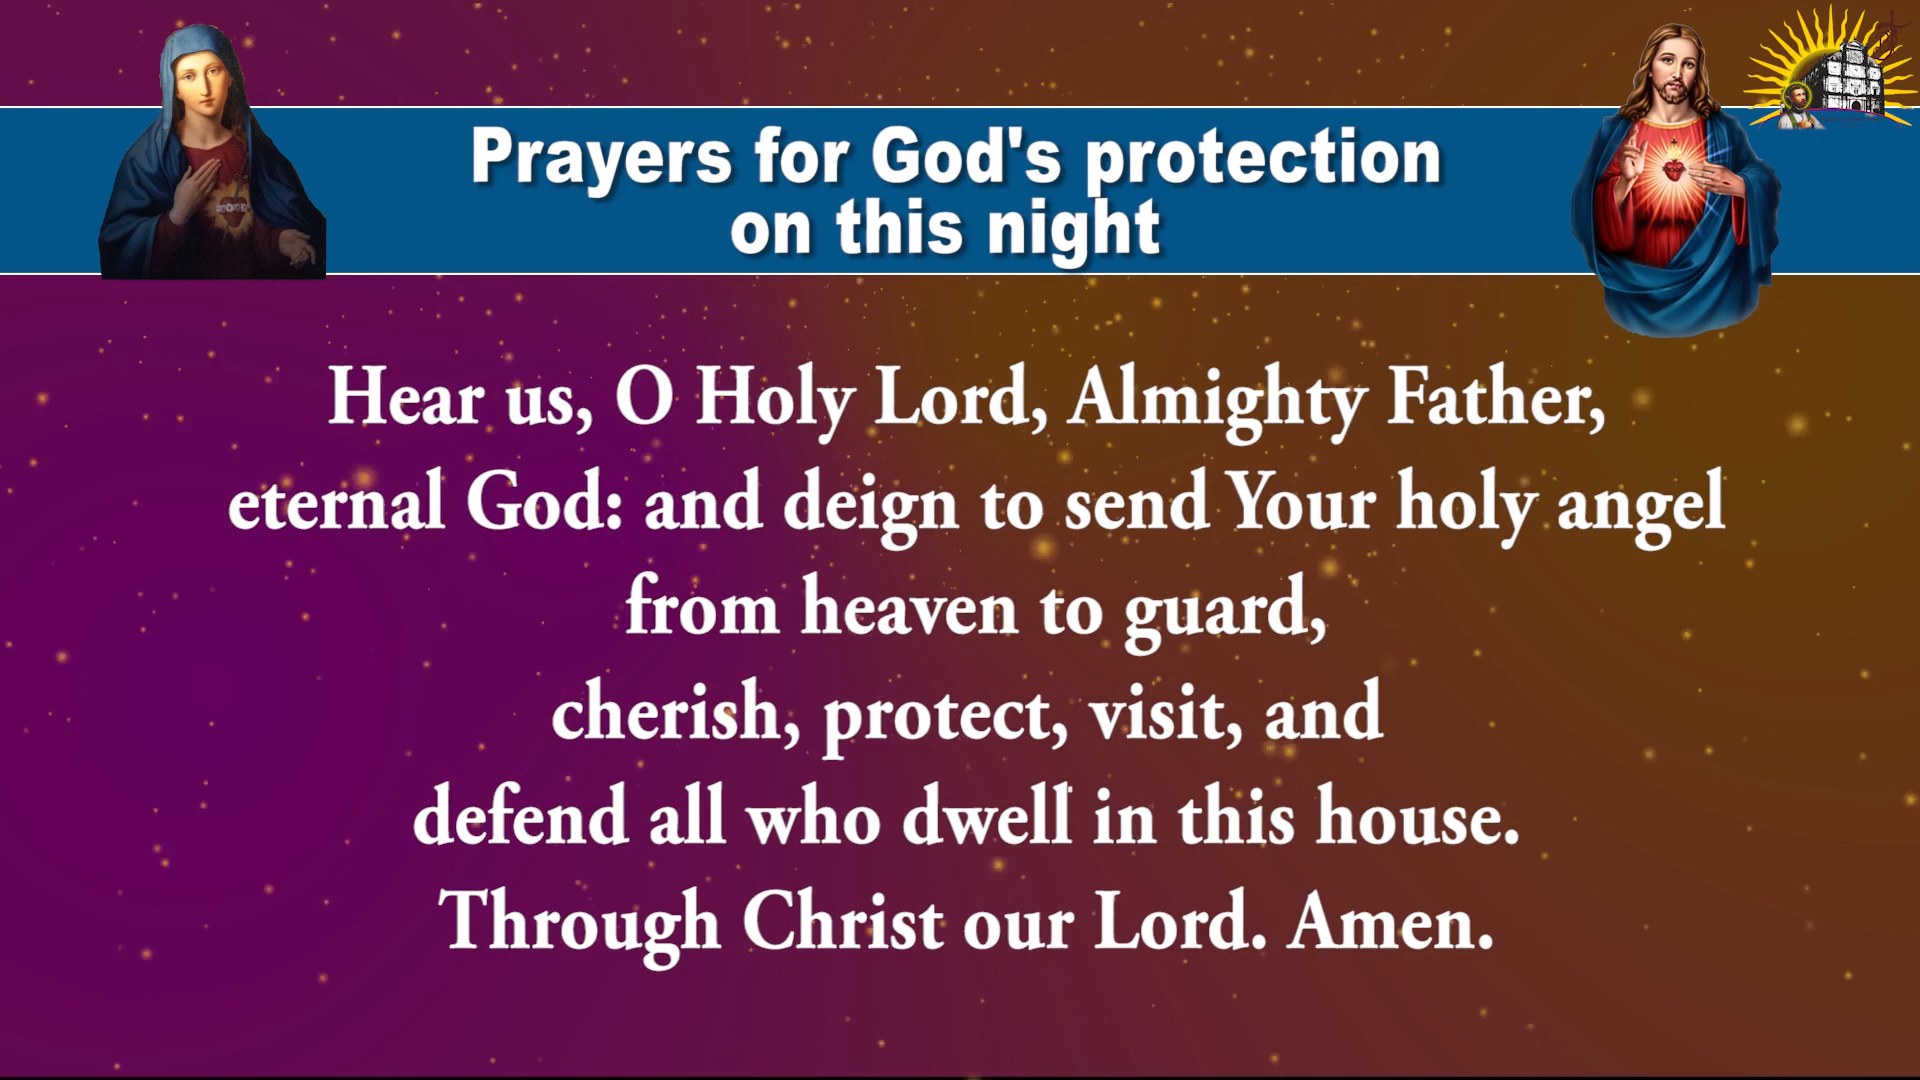 Prayers for God's protection
on this night
Hear us, O Holy Lord, Almighty Father,
eternal God: and deign to send Your holy angel
from heaven to guard,
cherish, protect, visit, and
defend all who dwell in this house.
Through Christ our Lord. Amen.